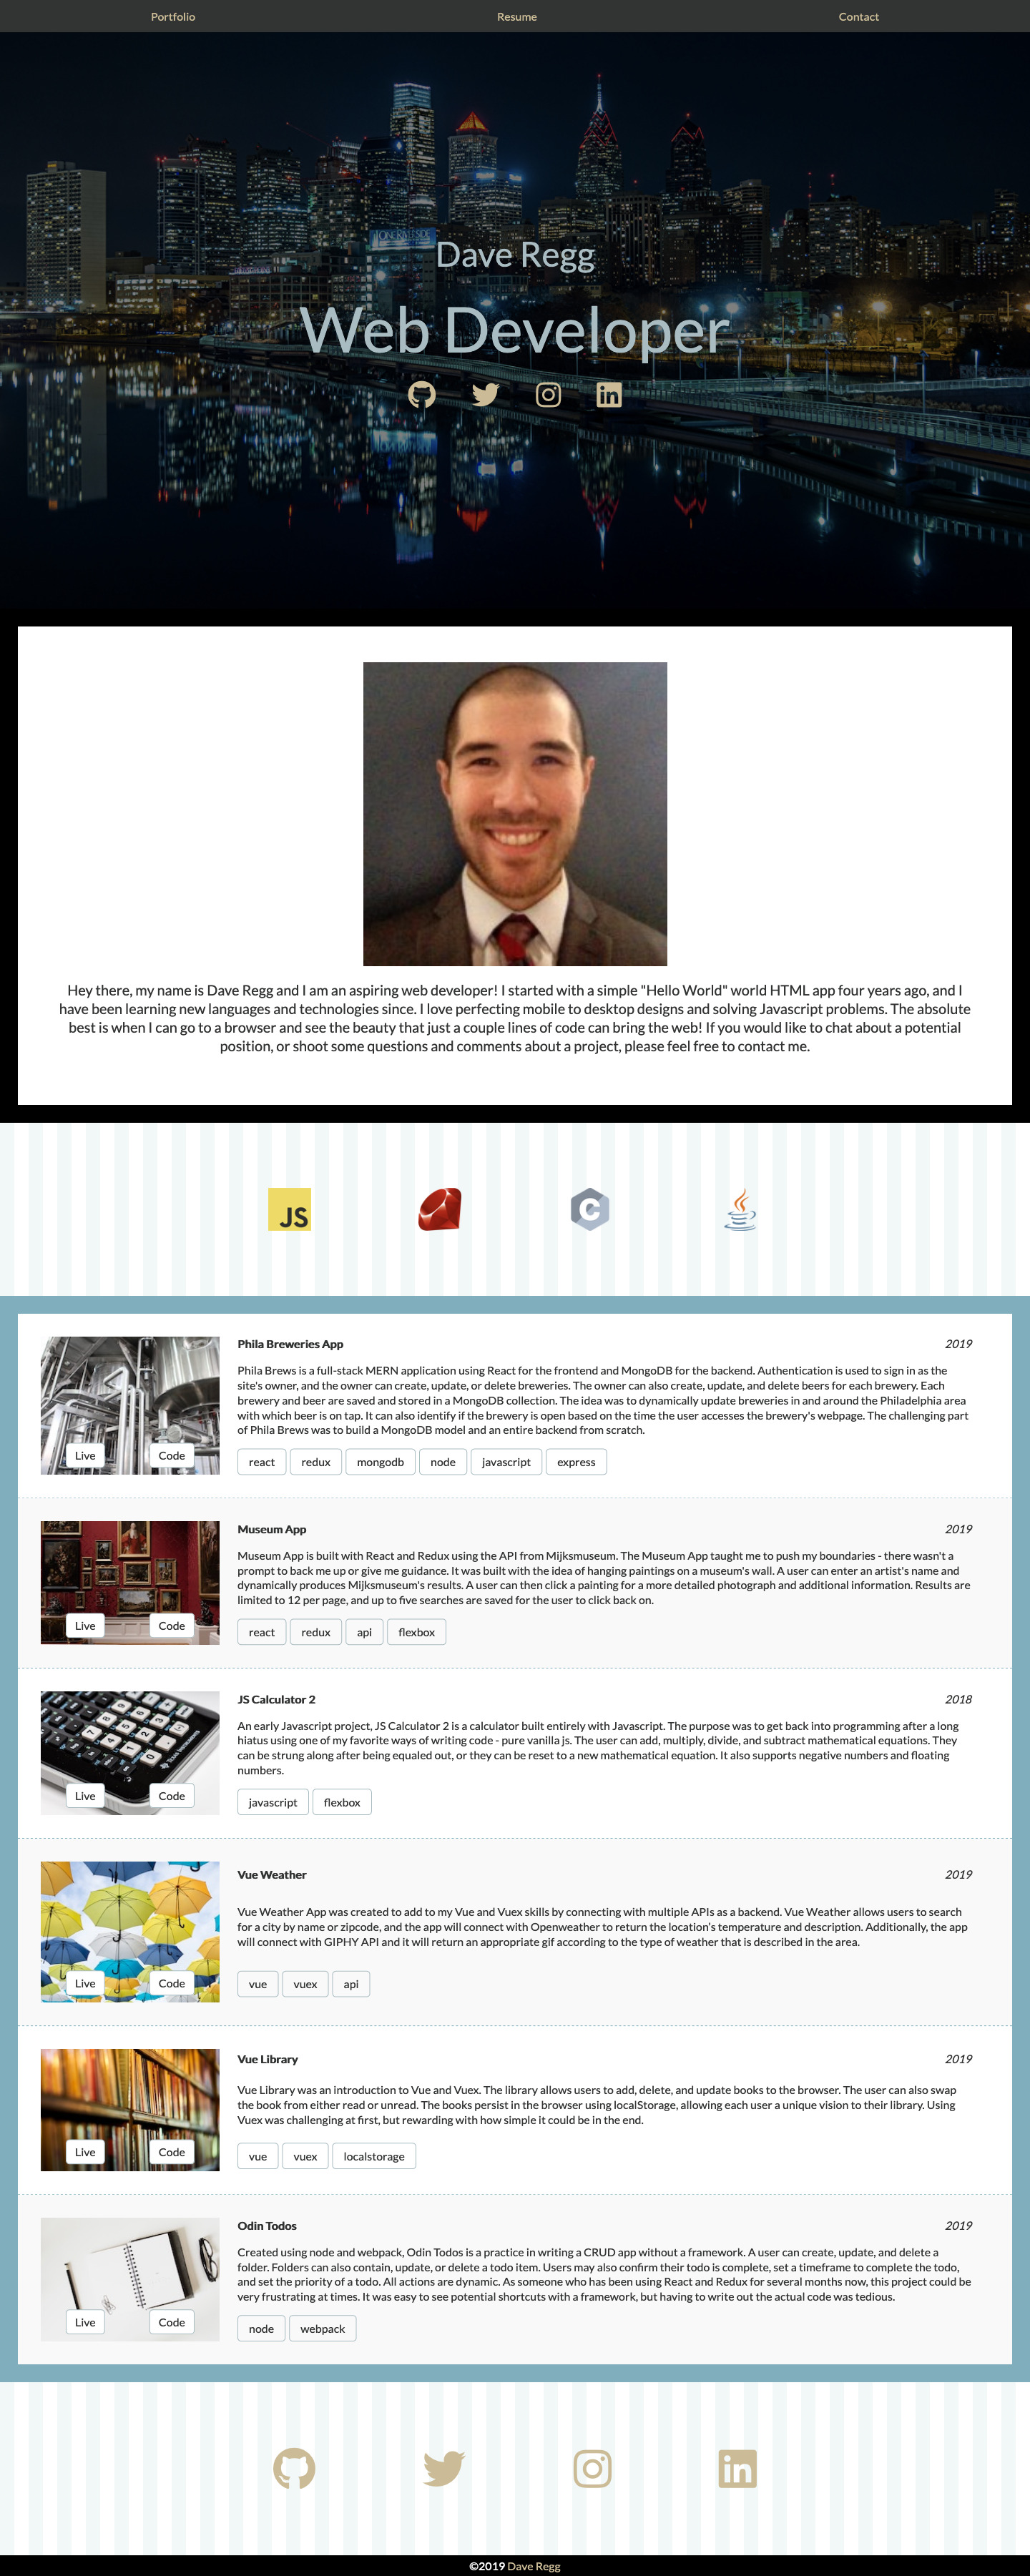 Portfolio Resume Contact
Dave Regg
Web Developer
Hey there, my name is Dave Regg and I am an aspiring web developer! I started with a simple "Hello World" world HTML app four years ago, and I
have been learning new languages and technologies since. I love perfecting mobile to desktop designs and solving Javascript problems. The absolute
best is when I can go to a browser and see the beauty that just a couple lines of code can bring the web! If you would like to chat about a potential
position, or shoot some questions and comments about a project, please feel free to contact me.
JS C
Phila Breweries App 2019
Phila Brews is a full-stack MERN application using React for the frontend and MongoDB for the backend. Authentication is used to sign in as the
site's owner, and the owner can create, update, or delete breweries. The owner can also create, update, and delete beers for each brewery. Each
brewery and beer are saved and stored in a MongoDB collection. The idea was to dynamically update breweries in and around the Philadelphia area
with which beer is on tap. It can also identify if the brewery is open based on the time the user accesses the brewery's webpage. The challenging part
of Phila Brews was to build a MongoDB model and an entire backend from scratch.
Live Code
react redux mongodb node javascript express
Museum App 2019
Museum App is built with React and Redux using the API from Mijksmuseum. The Museum App taught me to push my boundaries - there wasn't a
prompt to back me up or give me guidance. It was built with the idea of hanging paintings on a museum's wall. A user can enter an artist's name and
dynamically produces Mijksmuseum's results. A user can then click a painting for a more detailed photograph and additional information. Results are
limited to 12 per page, and up to five searches are saved for the user to click back on.
Live Code
react redux api flexbox
JS Calculator 2 2018
An early Javascript project, JS Calculator 2 is a calculator built entirely with Javascript. The purpose was to get back into programming after a long
hiatus using one of my favorite ways of writing code - pure vanilla js. The user can add, multiply, divide, and subtract mathematical equations. They
can be strung along after being equaled out, or they can be reset to a new mathematical equation. It also supports negative numbers and floating
numbers.
Live Code
javascript flexbox
Vue Weather 2019
Vue Weather App was created to add to my Vue and Vuex skills by connecting with multiple APIs as a backend. Vue Weather allows users to search
for a city by name or zipcode, and the app will connect with Openweather to return the location's temperature and description. Additionally, the app
will connect with GIPHY API and it will return an appropriate gif according to the type of weather that is described in the area.
Live Code
vue vuex api
Vue Library 2019
Vue Library was an introduction to Vue and Vuex. The library allows users to add, delete, and update books to the browser. The user can also swap
the book from either read or unread. The books persist in the browser using localStorage, allowing each user a unique vision to their library. Using
Vuex was challenging at first, but rewarding with how simple it could be in the end.
Live Code
vue vuex localstorage
Odin Todos 2019
Created using node and webpack, Odin Todos is a practice in writing a CRUD app without a framework. A user can create, update, and delete a
folder. Folders can also contain, update, or delete a todo item. Users may also confirm their todo is complete, set a timeframe to complete the todo,
and set the priority of a todo. All actions are dynamic. As someone who has been using React and Redux for several months now, this project could be
very frustrating at times. It was easy to see potential shortcuts with a framework, but having to write out the actual code was tedious.
Live Code
node webpack
©2019 Dave Regg